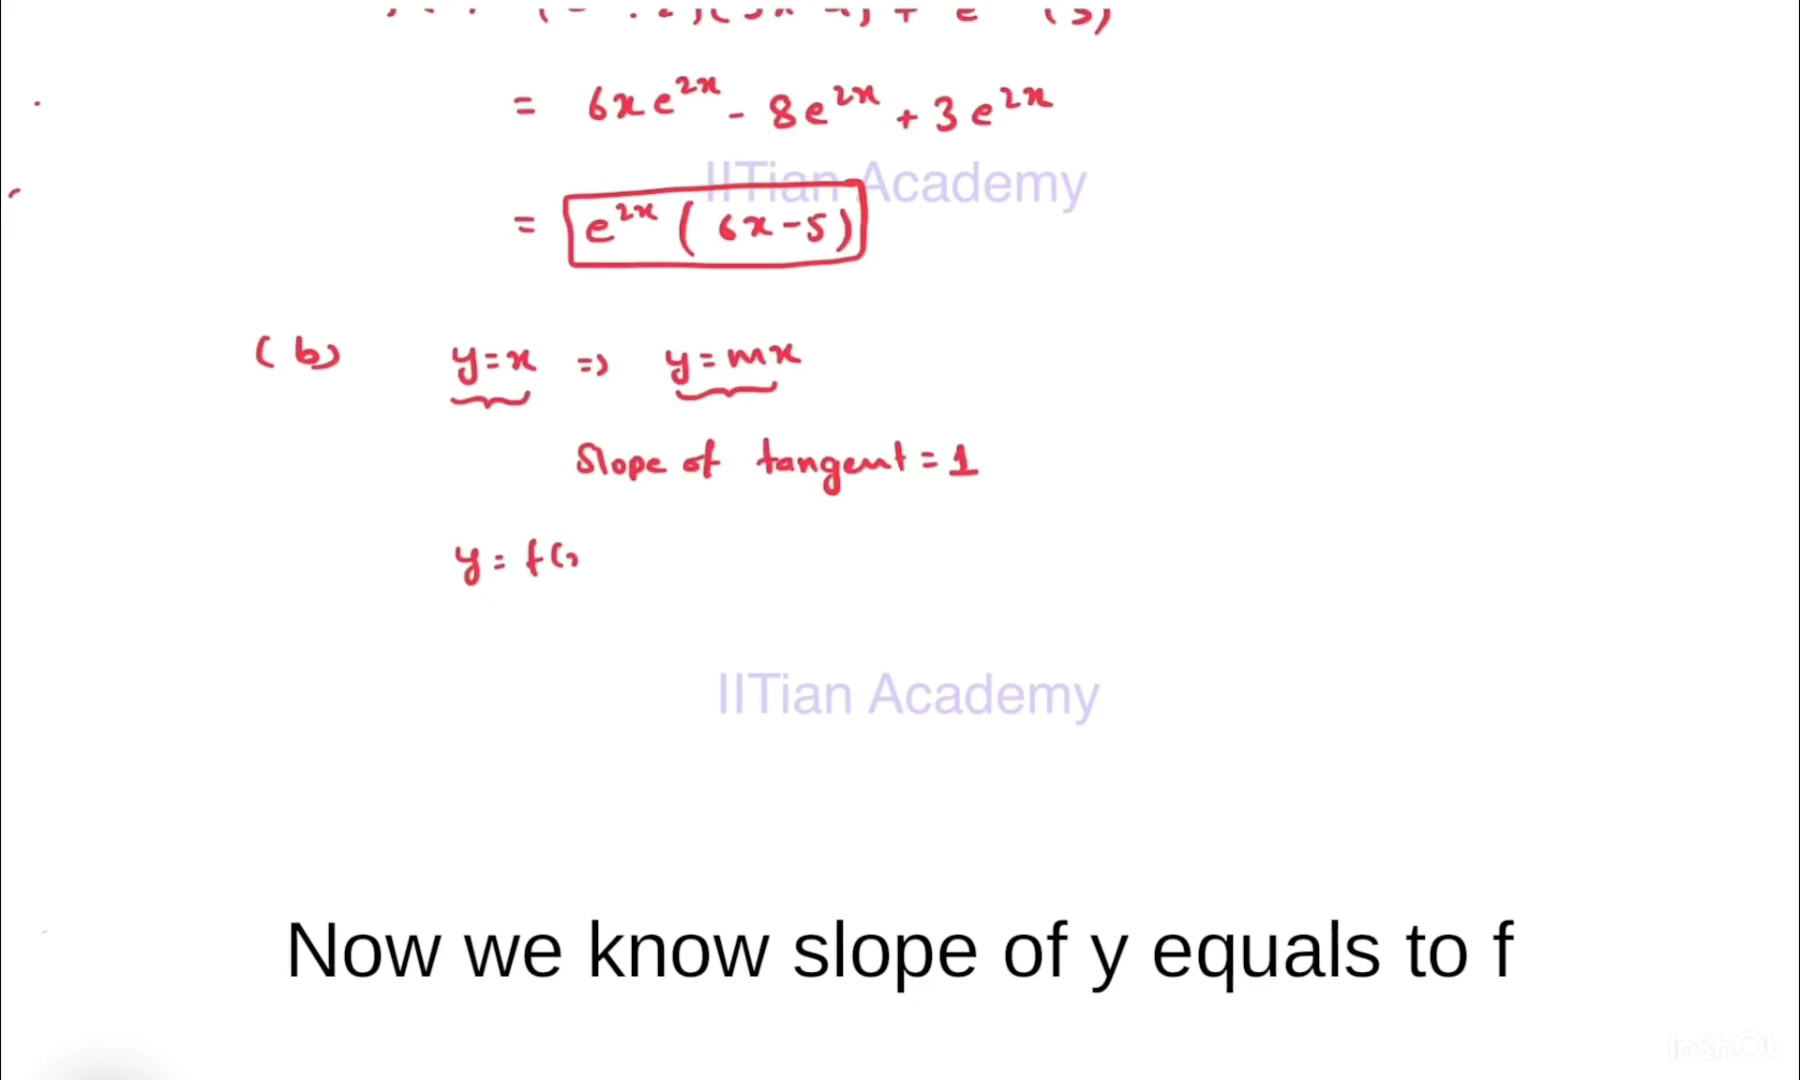 = 6xe^2x - 8e^2x + 3e^2x
IITian Academy
= e^2x ( 6x-5)
(b) y=x => y=mx
Slope of tangent = 1
y = f(
IITian Academy
Now we know slope of y equals to f
InShOt